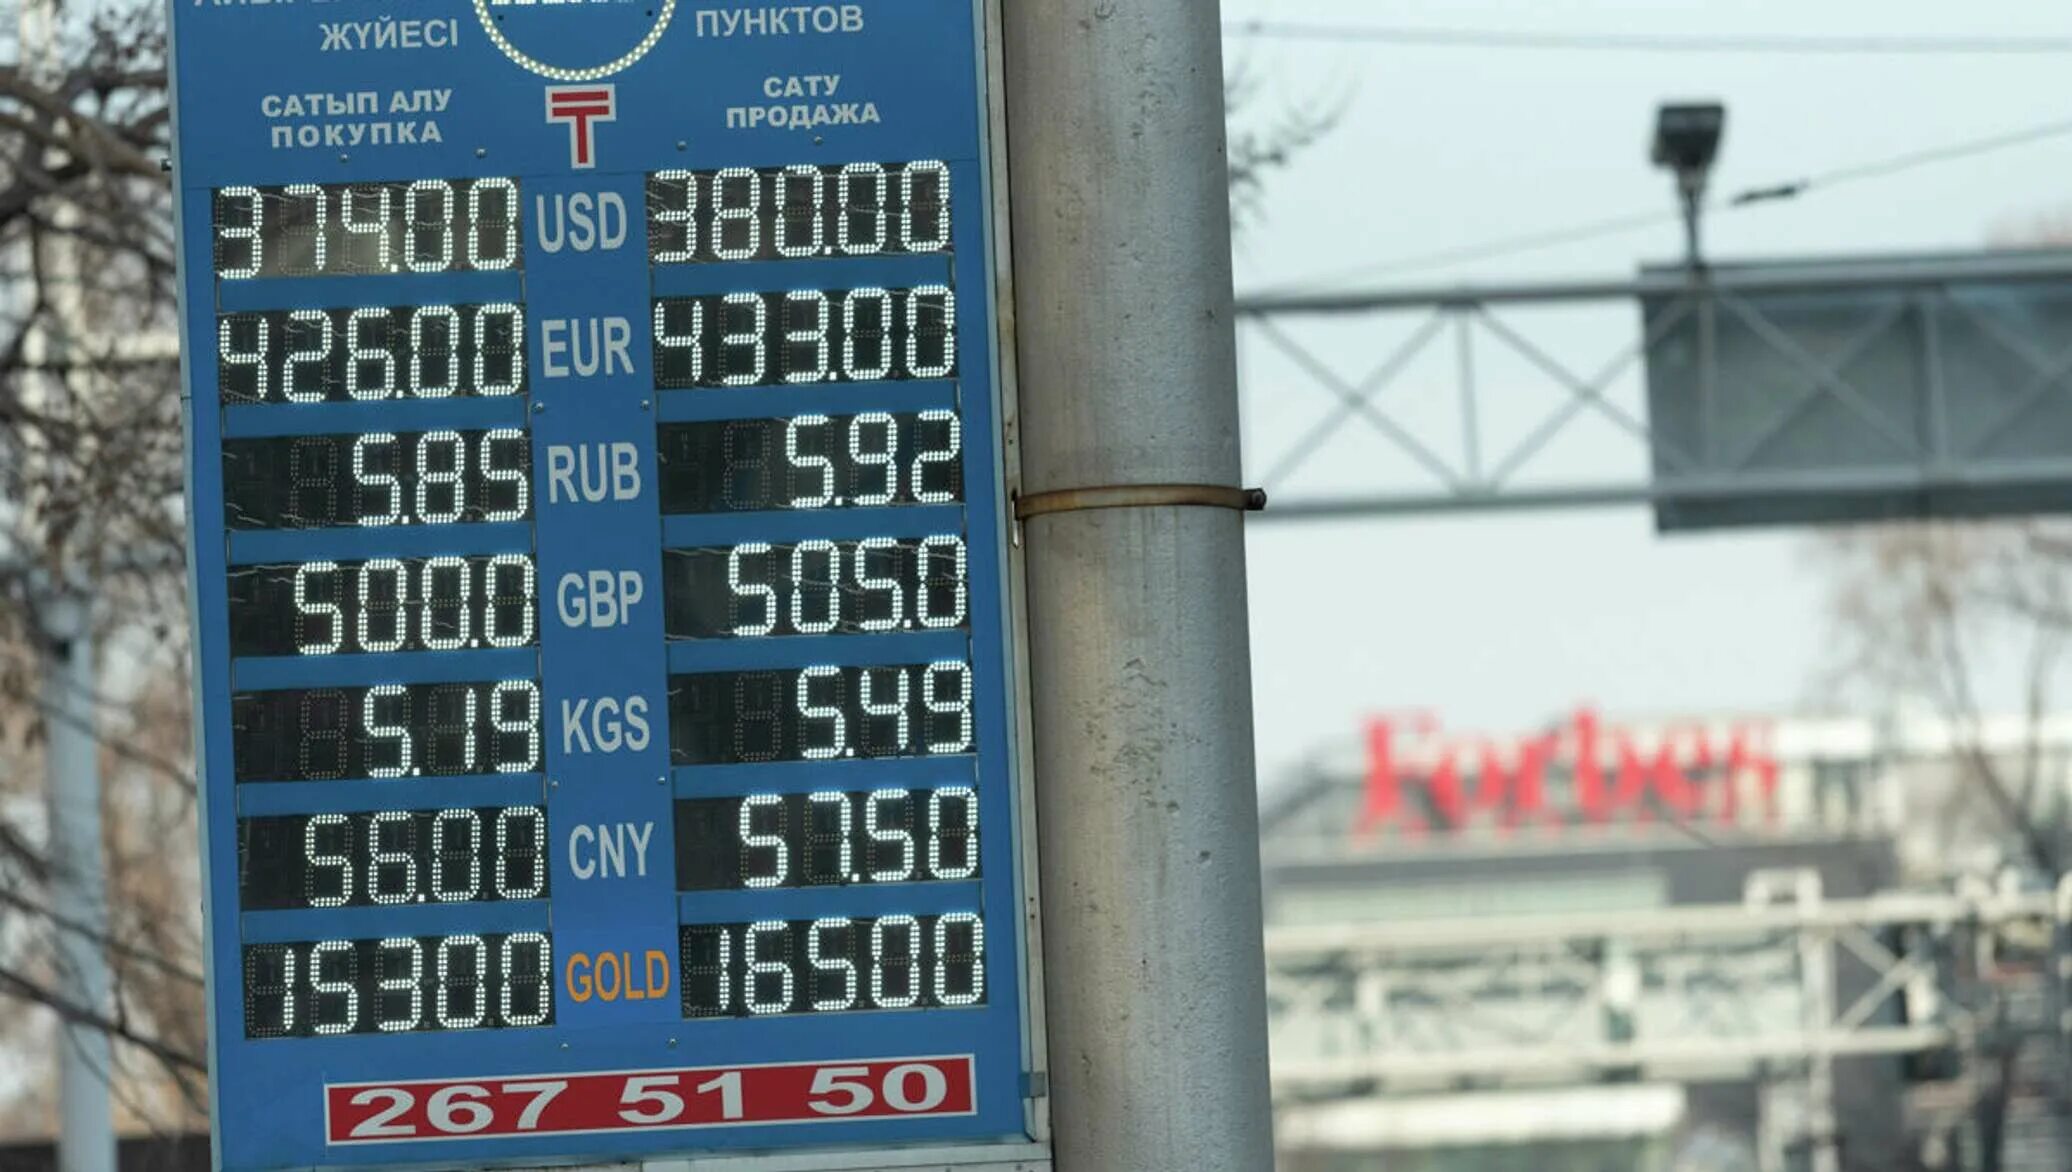 ЖҮЙЕСІ
ПУНКТОВ
САТЫП АЛУ
ПОКУПКА
САТУ
ПРОДАЖА
₸
374.00 USD 380.00
426.00 EUR 433.00
5.85 RUB 5.92
500.0 GBP 505.0
5.19 KGS 5.49
56.00 CNY 57.50
15300 GOLD 16500
267 51 50
Forbes